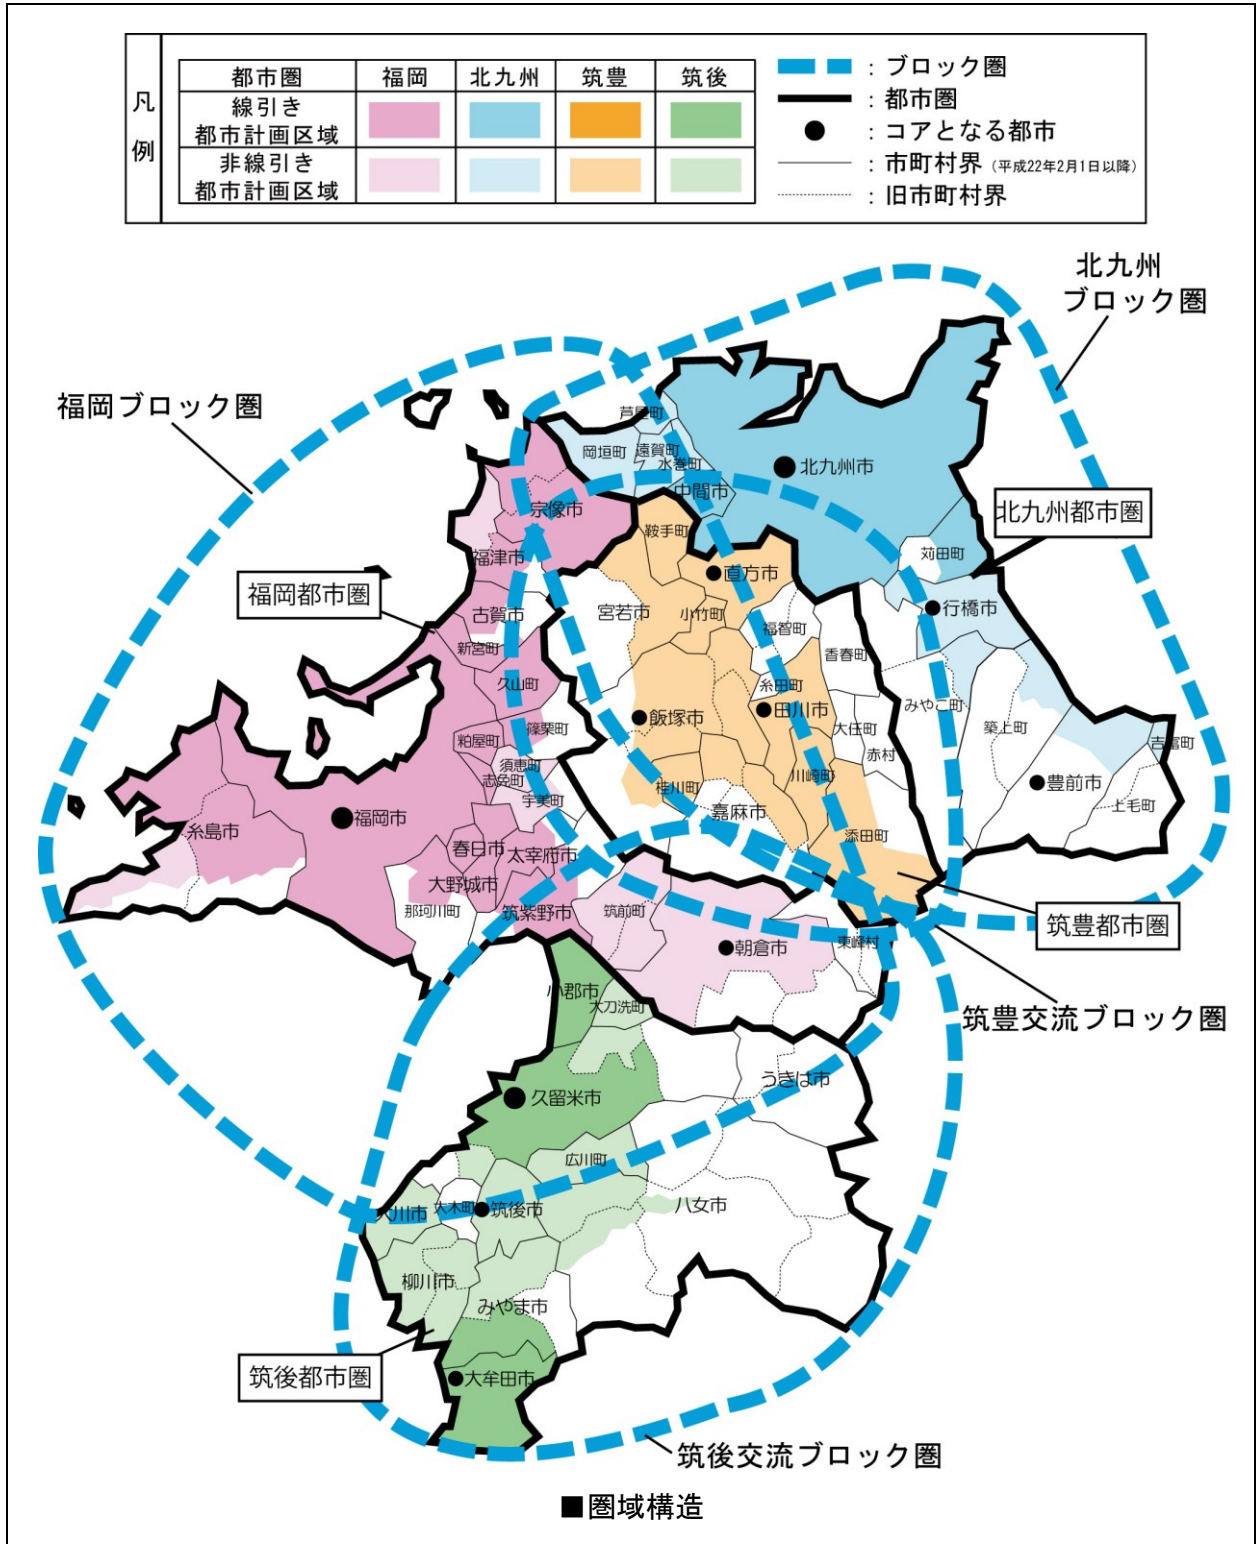 凡例
都市圏 福岡 北九州 筑豊 筑後
線引き
都市計画区域
非線引き
都市計画区域
：ブロック圏
：都市圏
：コアとなる都市
：市町村界（平成22年2月1日以降）
：旧市町村界
北九州
ブロック圏
福岡ブロック圏
芦屋町
岡垣町
遠賀町
水巻町
北九州市
中間市
宗像市
北九州都市圏
鞍手町
苅田町
福津市
直方市
福岡都市圏
行橋市
古賀市
宮若市
小竹町
福智町
新宮町
香春町
久山町
糸田町
みやこ町
飯塚市
田川市
篠栗町
大任町
築上町
粕屋町
赤村
吉富町
須恵町
志免町
川崎町
豊前市
桂川町
宇美町
上毛町
嘉麻市
福岡市
糸島市
添田町
春日市
太宰府市
大野城市
那珂川町
筑紫野市
筑前町
筑豊都市圏
朝倉市
東峰村
小郡市
大刀洗町
筑豊交流ブロック圏
うきは市
久留米市
広川町
八女市
大川市
大木町
筑後市
柳川市
みやま市
筑後都市圏
大牟田市
筑後交流ブロック圏
■圏域構造